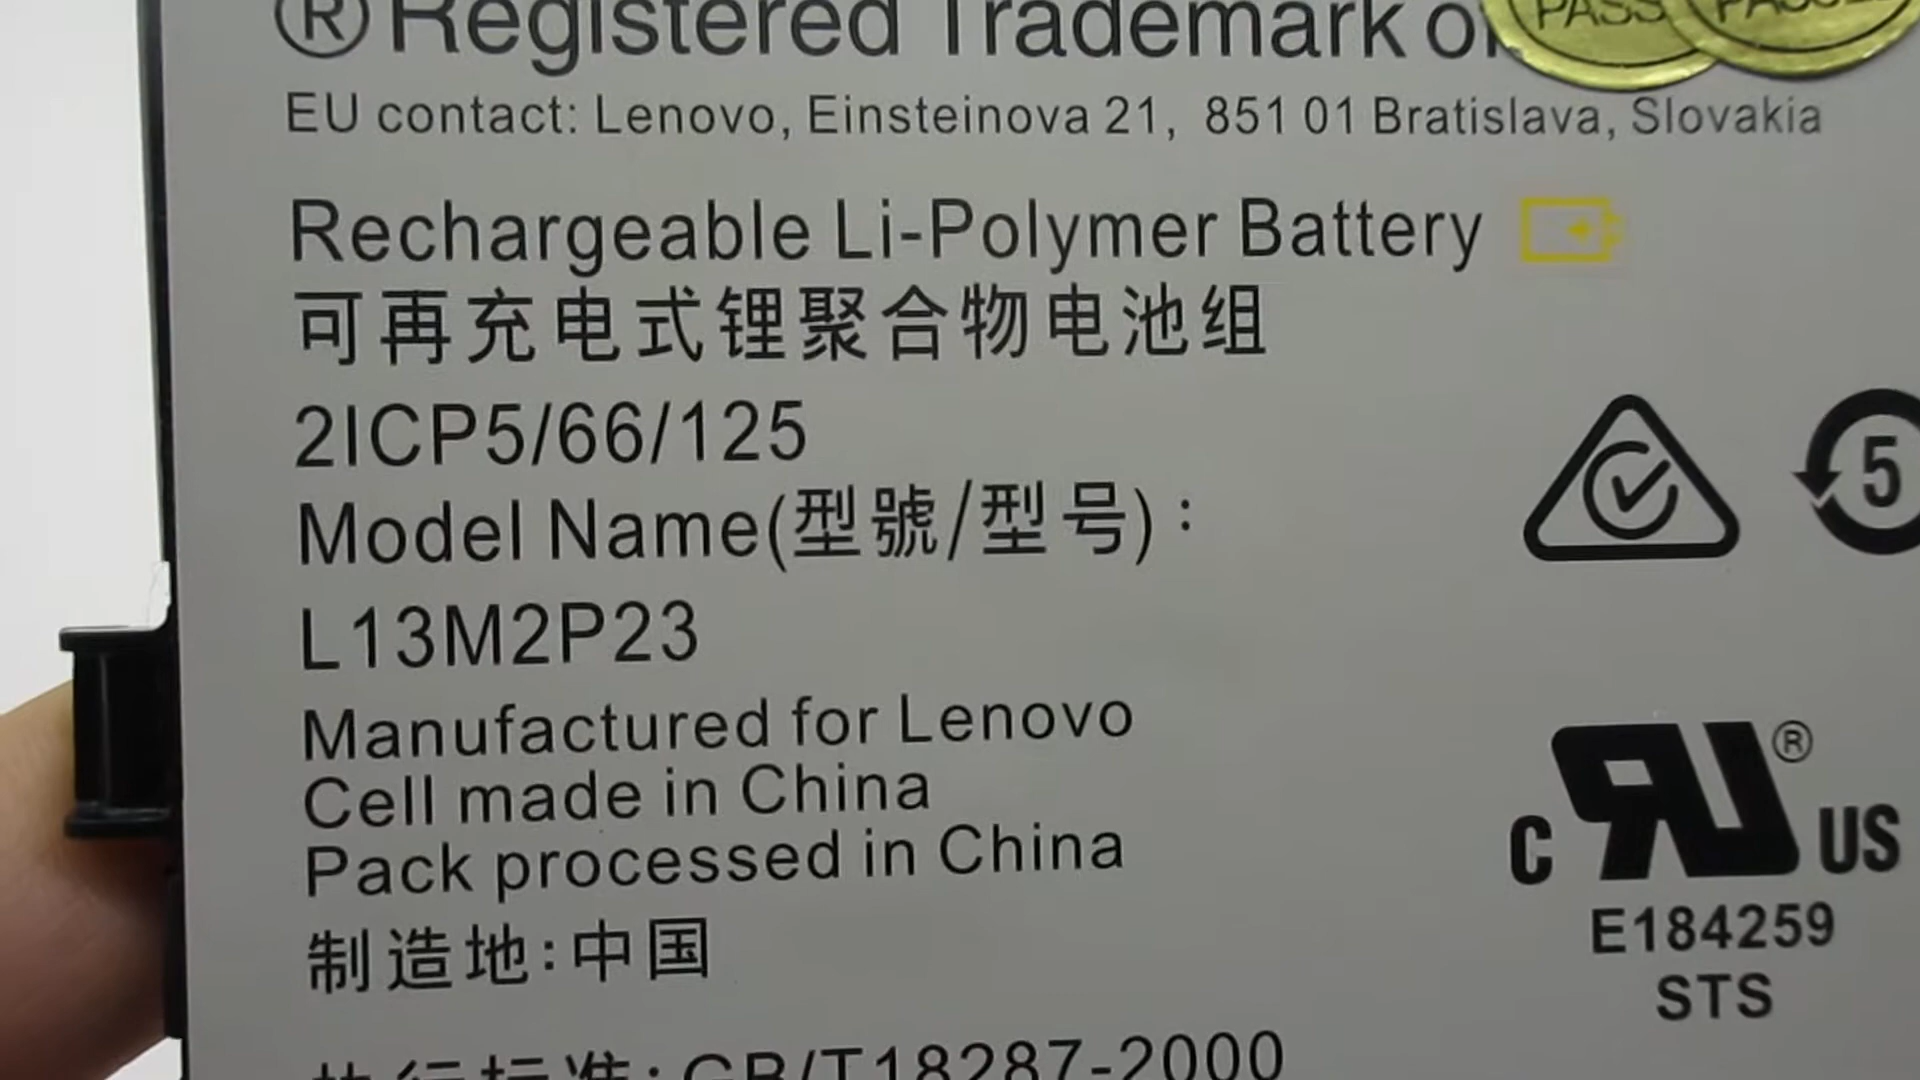 ® Registered Trademark of
PASS
PASSED
EU contact: Lenovo, Einsteinova 21, 851 01 Bratislava, Slovakia
Rechargeable Li-Polymer Battery
可再充电式锂聚合物电池组
2ICP5/66/125
5
Model Name(型號/型号):
L13M2P23
Manufactured for Lenovo
Cell made in China
Pack processed in China
c RU ® US
E184259
STS
制造地:中国
执行标准:GB/T18287-2000